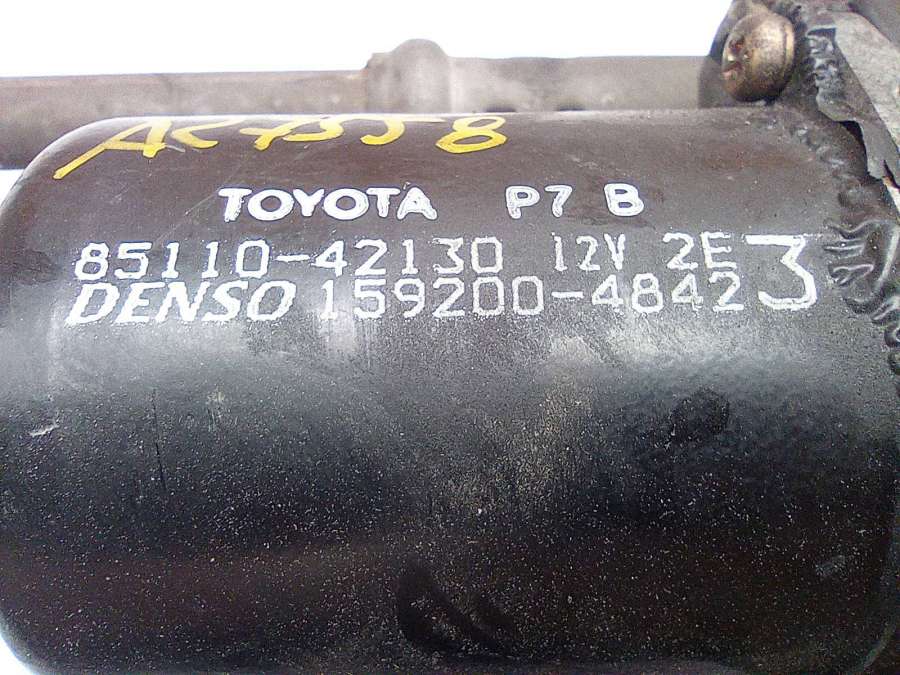 TOYOTA P7 B
85110-42130 12V 2E 3
DENSO 159200-4842